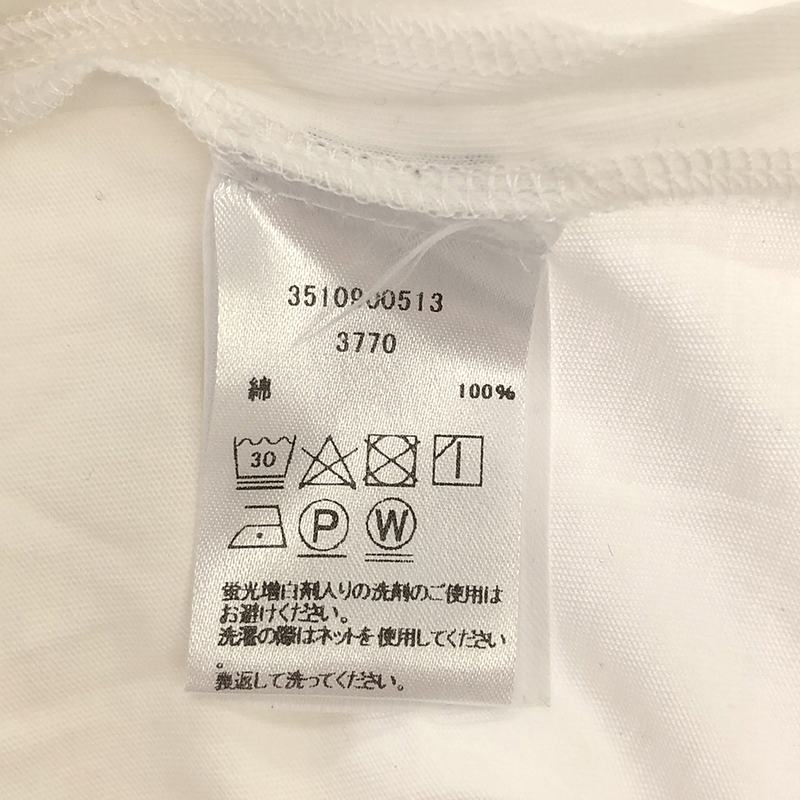 3770
綿 100%
30
P W
蛍光増白剤入りの洗剤のご使用は
お避けください。
洗濯の際はネットを使用してください
。
裏返して洗ってください。